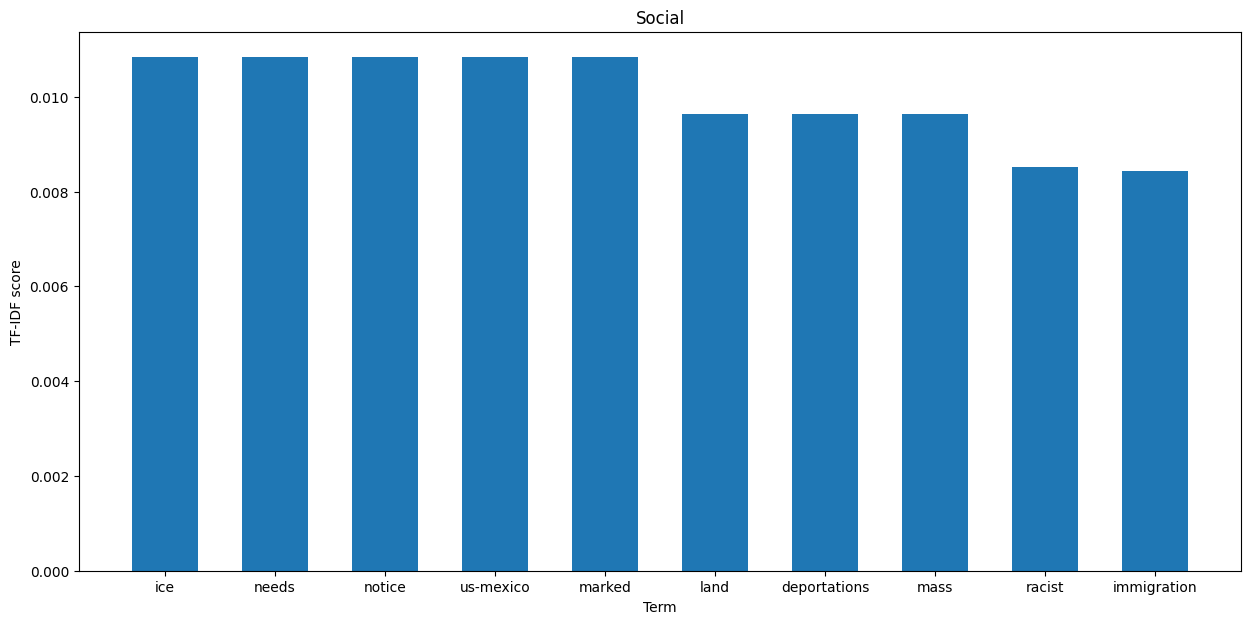 Social
TF-IDF score
0.010
0.008
0.006
0.004
0.002
0.000
ice needs notice us-mexico marked land deportations mass racist immigration
Term